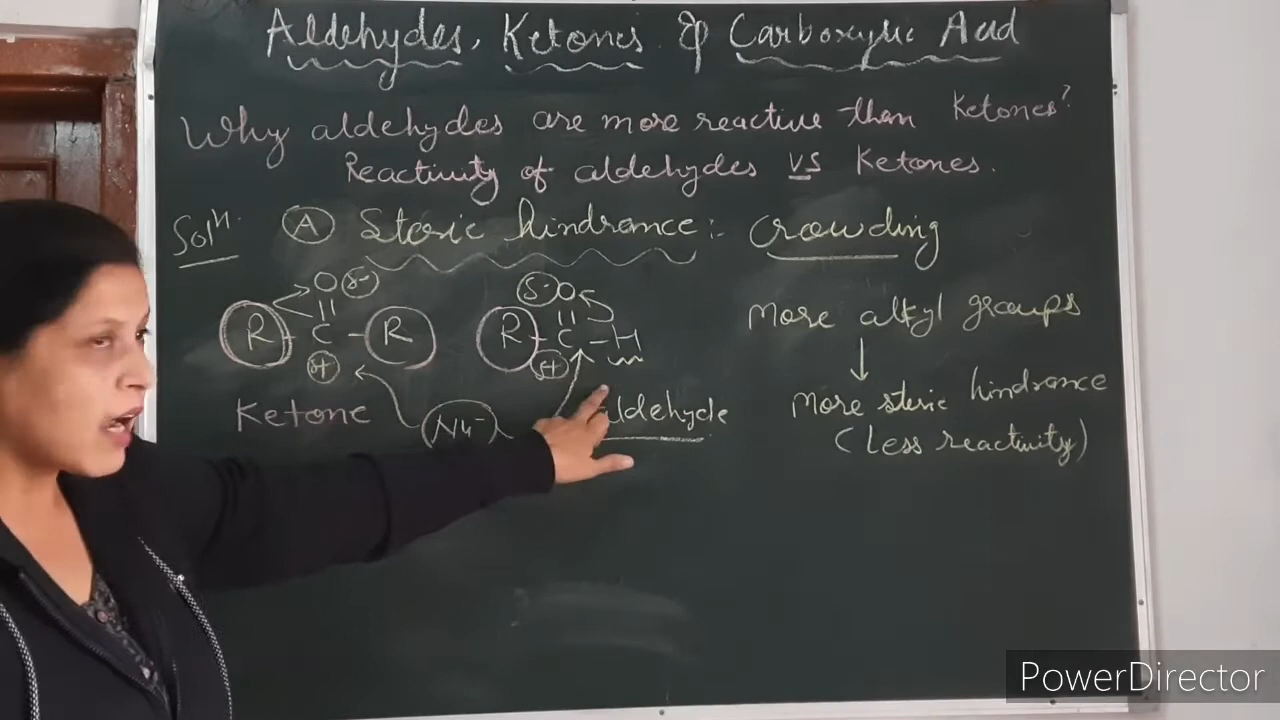 Aldehydes, Ketones & Carboxylic Acid
Why aldehydes are more reactive than Ketones?
Reactivity of aldehydes vs Ketones.
Solⁿ. (A) Steric hindrance:- crowding
O δ- δ- O
R - C - R R - C - H
δ+ δ+
Ketone Nu⁻ aldehyde
More alkyl groups
↓
More steric hindrance
(less reactivity)
PowerDirector